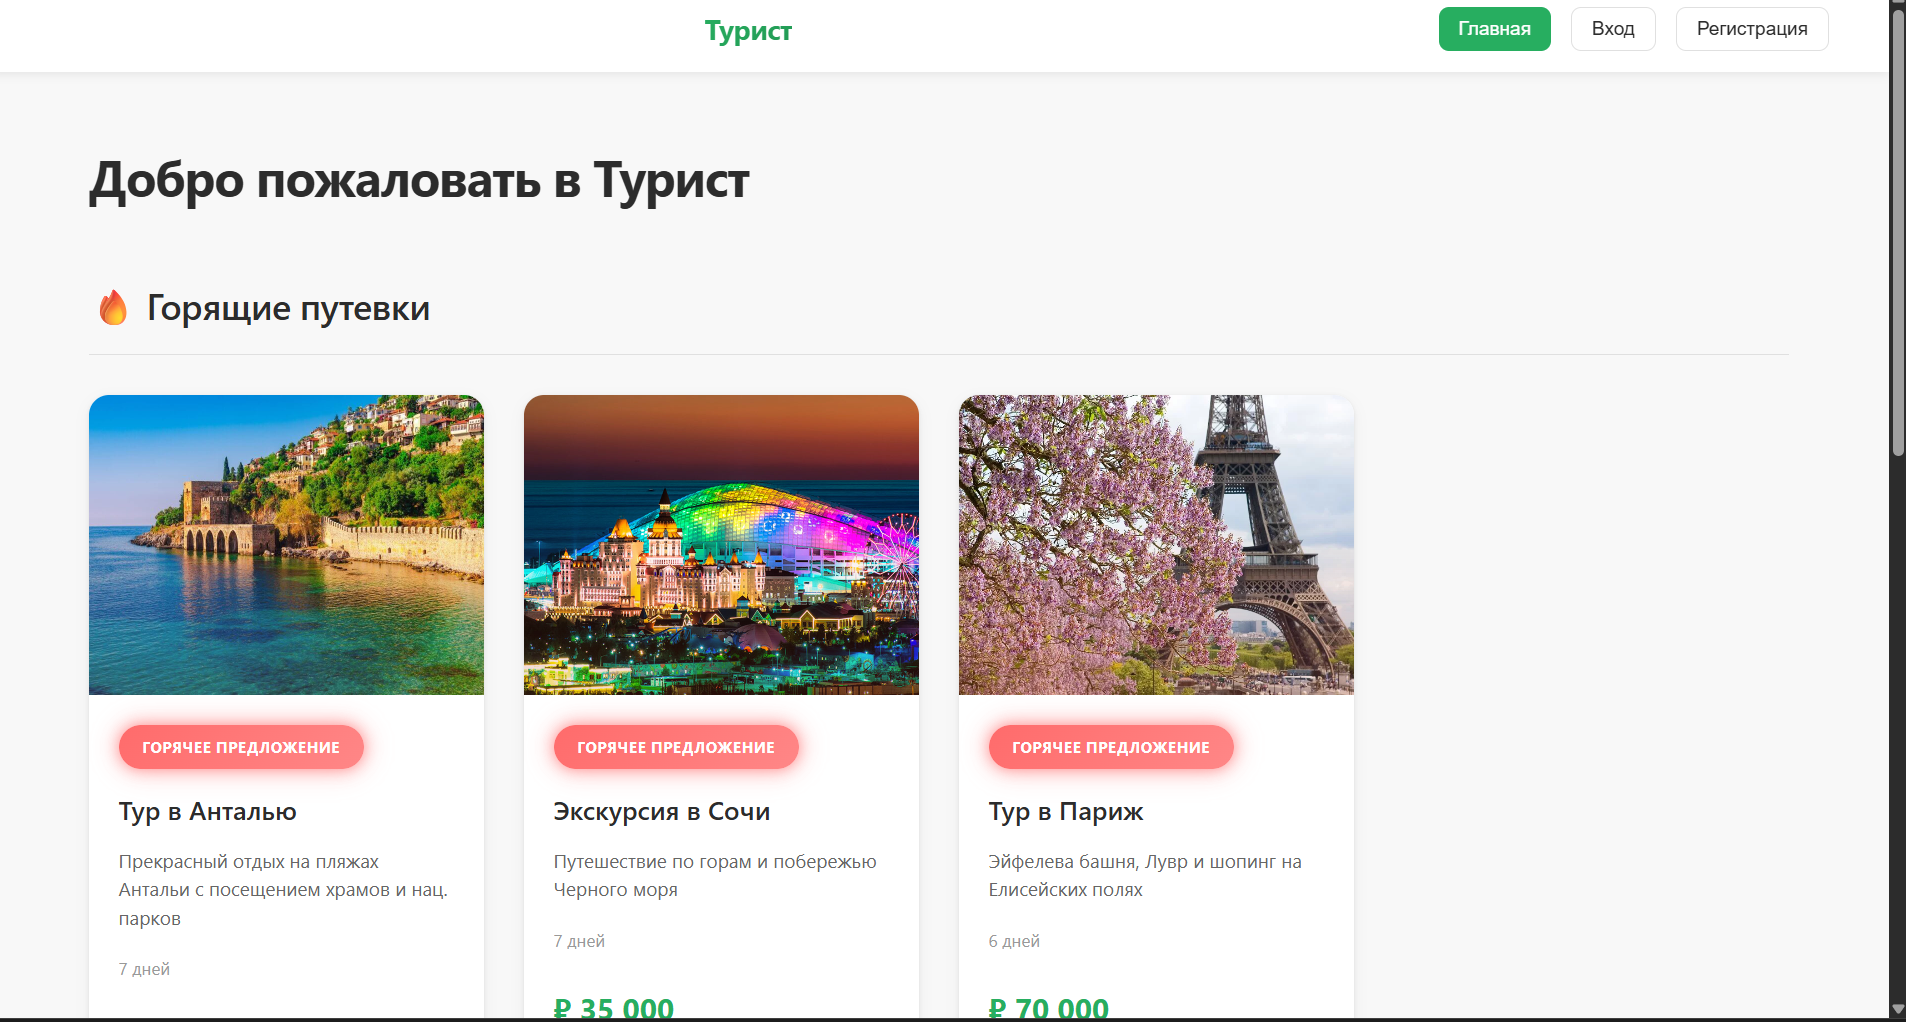 Турист
Главная
Вход
Регистрация
Добро пожаловать в Турист
Горящие путевки
ГОРЯЧЕЕ ПРЕДЛОЖЕНИЕ
Тур в Анталью
Прекрасный отдых на пляжах
Антальи с посещением храмов и нац.
парков
7 дней
ГОРЯЧЕЕ ПРЕДЛОЖЕНИЕ
Экскурсия в Сочи
Путешествие по горам и побережью
Черного моря
7 дней
₽ 35 000
ГОРЯЧЕЕ ПРЕДЛОЖЕНИЕ
Тур в Париж
Эйфелева башня, Лувр и шопинг на
Елисейских полях
6 дней
₽ 70 000